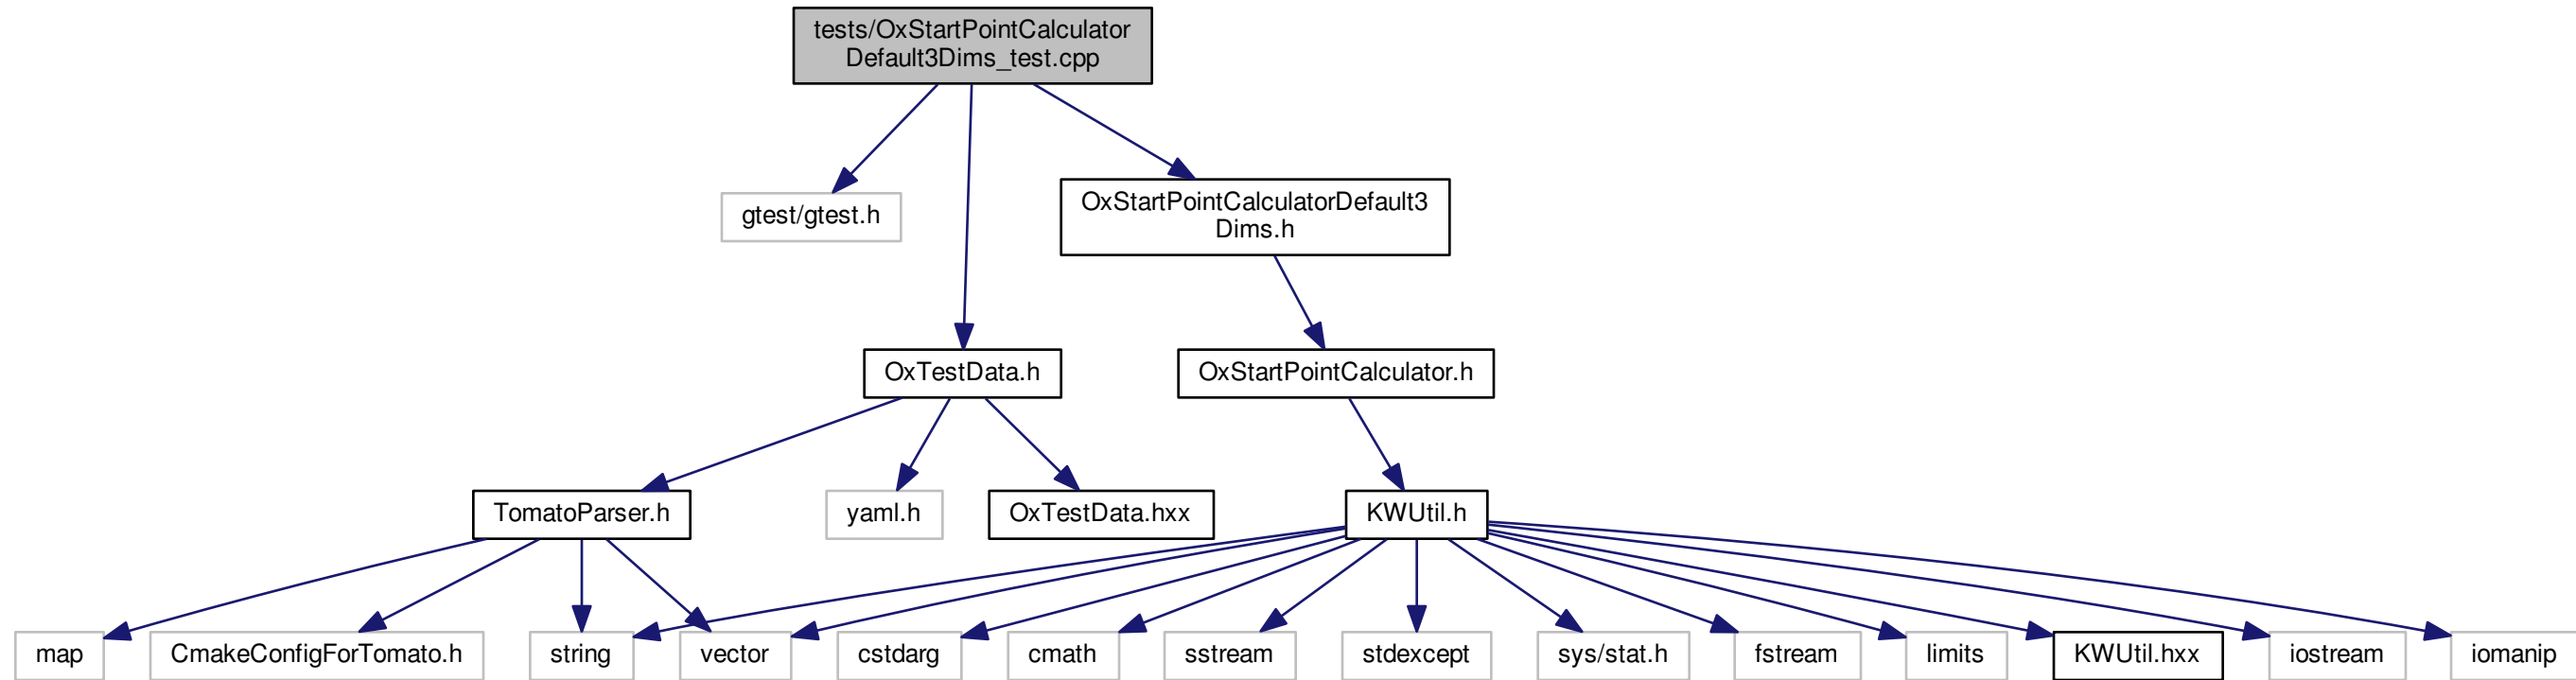 tests/OxStartPointCalculator
Default3Dims_test.cpp
gtest/gtest.h
OxStartPointCalculatorDefault3
Dims.h
OxTestData.h
OxStartPointCalculator.h
TomatoParser.h
yaml.h
OxTestData.hxx
KWUtil.h
map
CmakeConfigForTomato.h
string
vector
cstdarg
cmath
sstream
stdexcept
sys/stat.h
fstream
limits
KWUtil.hxx
iostream
iomanip